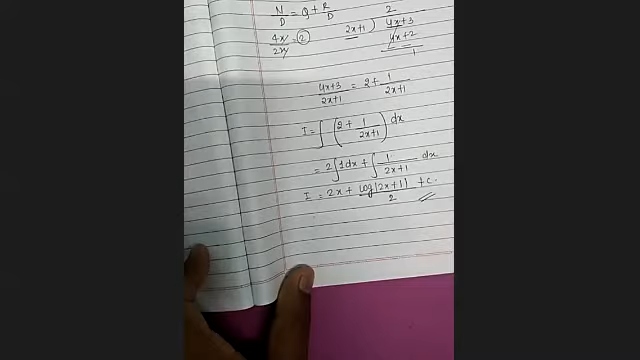 N/D = Q + R/D
4x/2x = 2
2
2x+1 ) 4x+3
4x+2
1
4x+3/2x+1 = 2 + 1/2x+1
I = ∫ (2 + 1/2x+1) dx
= 2∫1dx + ∫ 1/2x+1 dx
I = 2x + log|2x+1|/2 + c.